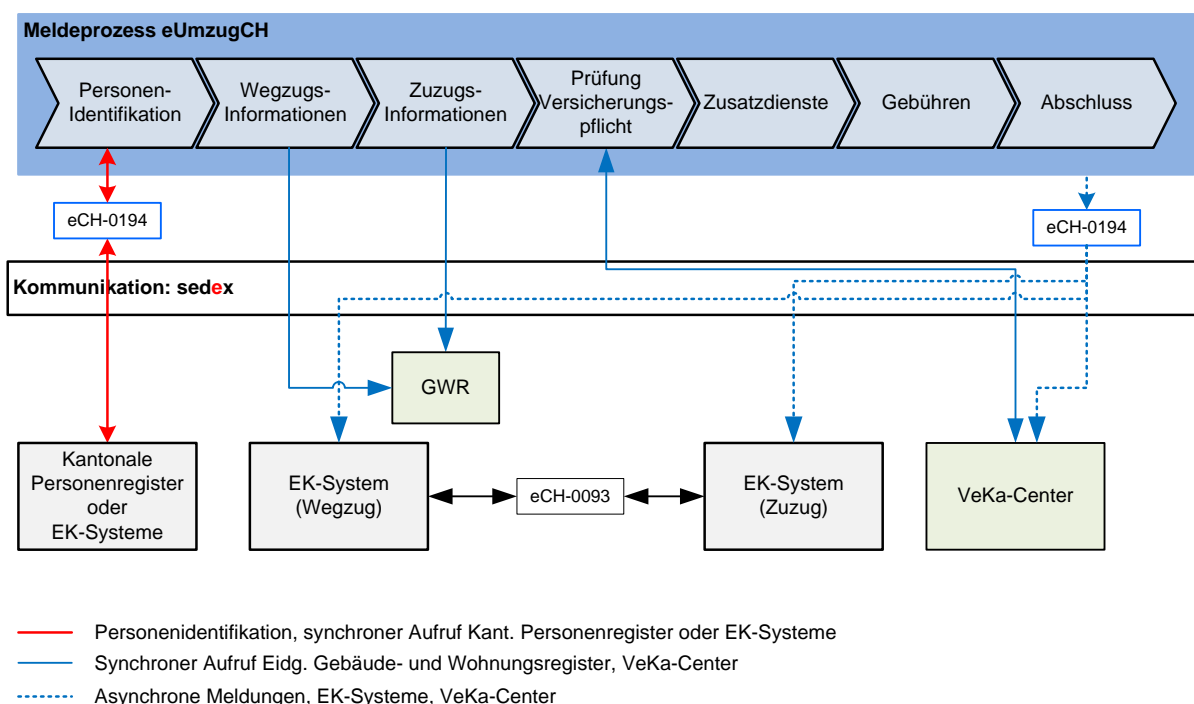 Meldeprozess eUmzugCH
Personen-
Identifikation
Wegzugs-
Informationen
Zuzugs-
Informationen
Prüfung
Versicherungs-
pflicht
Zusatzdienste
Gebühren
Abschluss
eCH-0194
eCH-0194
Kommunikation: sedex
GWR
Kantonale
Personenregister
oder
EK-Systeme
EK-System
(Wegzug)
eCH-0093
EK-System
(Zuzug)
VeKa-Center
Personenidentifikation, synchroner Aufruf Kant. Personenregister oder EK-Systeme
Synchroner Aufruf Eidg. Gebäude- und Wohnungsregister, VeKa-Center
Asynchrone Meldungen, EK-Systeme, VeKa-Center